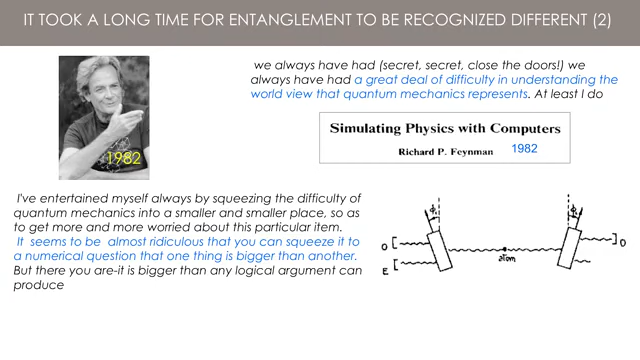 IT TOOK A LONG TIME FOR ENTANGLEMENT TO BE RECOGNIZED DIFFERENT (2)
we always have had (secret, secret, close the doors!) we
always have had a great deal of difficulty in understanding the
world view that quantum mechanics represents. At least I do
1982
Simulating Physics with Computers
Richard P. Feynman 1982
I've entertained myself always by squeezing the difficulty of
quantum mechanics into a smaller and smaller place, so as
to get more and more worried about this particular item.
It seems to be almost ridiculous that you can squeeze it to
a numerical question that one thing is bigger than another.
But there you are-it is bigger than any logical argument can
produce
O
E
atom
O